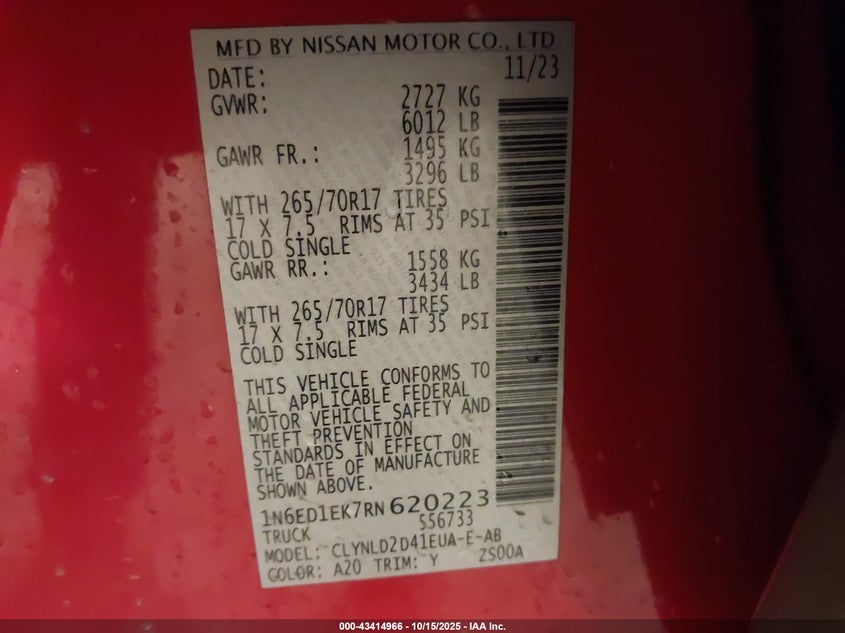 MFD BY NISSAN MOTOR CO., LTD
DATE: 11/23
GVWR: 2727 KG
6012 LB
GAWR FR.: 1495 KG
3296 LB
WITH 265/70R17 TIRES
17 X 7.5 RIMS AT 35 PSI
COLD SINGLE
GAWR RR.: 1558 KG
3434 LB
WITH 265/70R17 TIRES
17 X 7.5 RIMS AT 35 PSI
COLD SINGLE
THIS VEHICLE CONFORMS TO
ALL APPLICABLE FEDERAL
MOTOR VEHICLE SAFETY AND
THEFT PREVENTION
STANDARDS IN EFFECT ON
THE DATE OF MANUFACTURE
SHOWN ABOVE.
1N6ED1EK7RN620223
TRUCK 556733
MODEL: CLYNLD2D41EUA-E-AB
COLOR: A20 TRIM: Y ZS00A
000-43414966 - 10/15/2025 - IAA Inc.